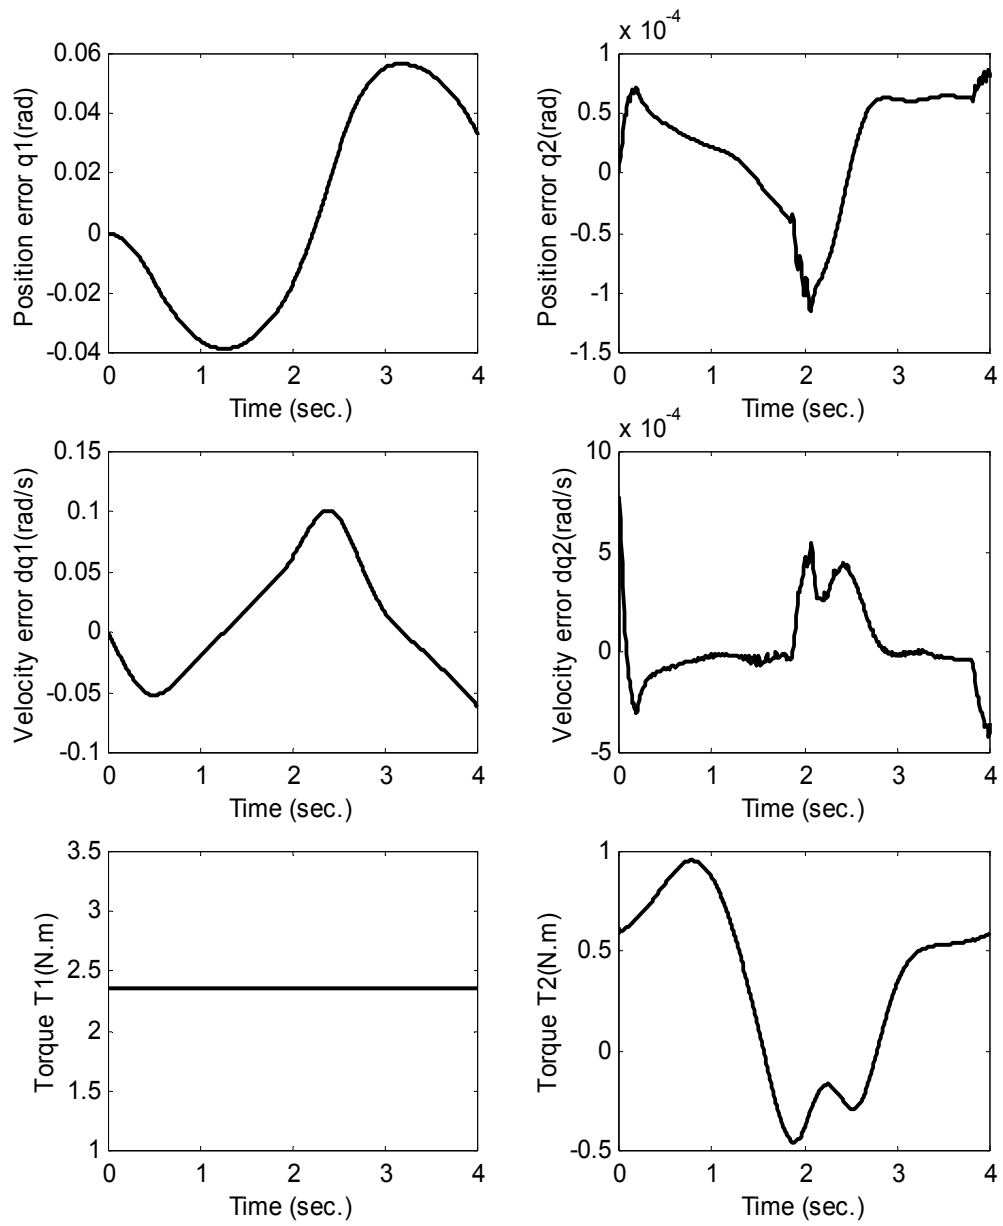 x 10^-4
Position error q1(rad)
0.06
0.04
0.02
0
-0.02
-0.04
0 1 2 3 4
Time (sec.)
Position error q2(rad)
1
0.5
0
-0.5
-1
-1.5
0 1 2 3 4
Time (sec.)
Velocity error dq1(rad/s)
0.15
0.1
0.05
0
-0.05
-0.1
0 1 2 3 4
Time (sec.)
x 10^-4
Velocity error dq2(rad/s)
10
5
0
-5
0 1 2 3 4
Time (sec.)
Torque T1(N.m)
3.5
3
2.5
2
1.5
1
0 1 2 3 4
Time (sec.)
Torque T2(N.m)
1
0.5
0
-0.5
0 1 2 3 4
Time (sec.)